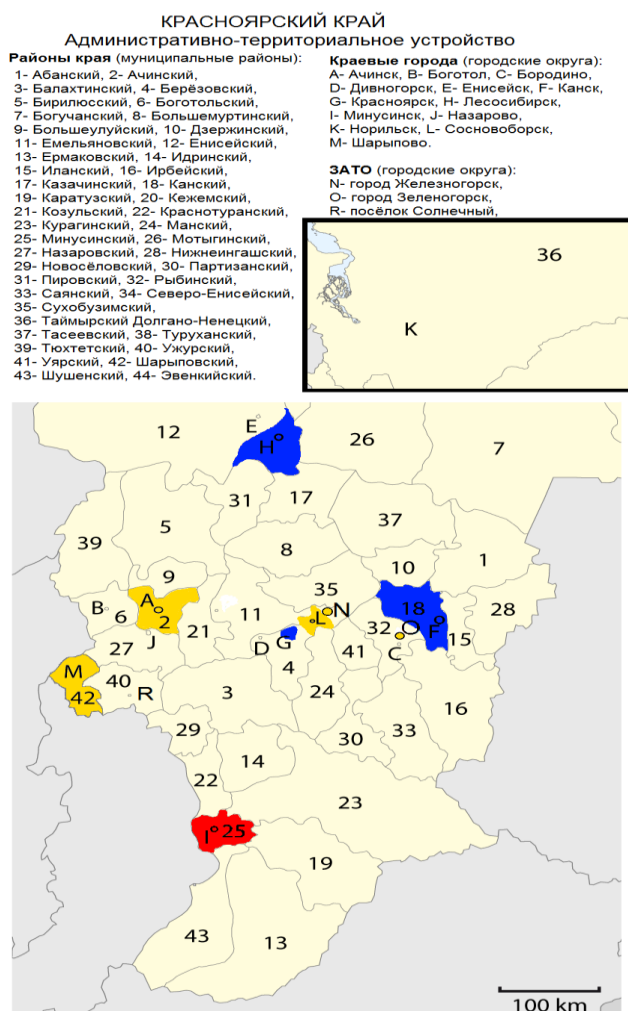 КРАСНОЯРСКИЙ КРАЙ
Административно-территориальное устройство
Районы края (муниципальные районы):
1- Абанский, 2- Ачинский,
3- Балахтинский, 4- Берёзовский,
5- Бирилюсский, 6- Боготольский,
7- Богучанский, 8- Большемуртинский,
9- Большеулуйский, 10- Дзержинский,
11- Емельяновский, 12- Енисейский,
13- Ермаковский, 14- Идринский,
15- Иланский, 16- Ирбейский,
17- Казачинский, 18- Канский,
19- Каратузский, 20- Кежемский,
21- Козульский, 22- Краснотуранский,
23- Курагинский, 24- Манский,
25- Минусинский, 26- Мотыгинский,
27- Назаровский, 28- Нижнеингашский,
29- Новосёловский, 30- Партизанский,
31- Пировский, 32- Рыбинский,
33- Саянский, 34- Северо-Енисейский,
35- Сухобузимский,
36- Таймырский Долгано-Ненецкий,
37- Тасеевский, 38- Туруханский,
39- Тюхтетский, 40- Ужурский,
41- Уярский, 42- Шарыповский,
43- Шушенский, 44- Эвенкийский.
Краевые города (городские округа):
A- Ачинск, B- Боготол, C- Бородино,
D- Дивногорск, E- Енисейск, F- Канск,
G- Красноярск, H- Лесосибирск,
I- Минусинск, J- Назарово,
K- Норильск, L- Сосновоборск,
M- Шарыпово.
ЗАТО (городские округа):
N- город Железногорск,
O- город Зеленогорск,
R- посёлок Солнечный,
36
K
12
E
H
26
7
31
17
5
37
39
8
10
1
9
A
2
B
6
35
N
L
11
18
28
21
27
J
D
G
32
O
F
15
C
41
4
M
42
40
R
3
24
16
33
29
30
14
22
23
I
25
19
43
13
100 km